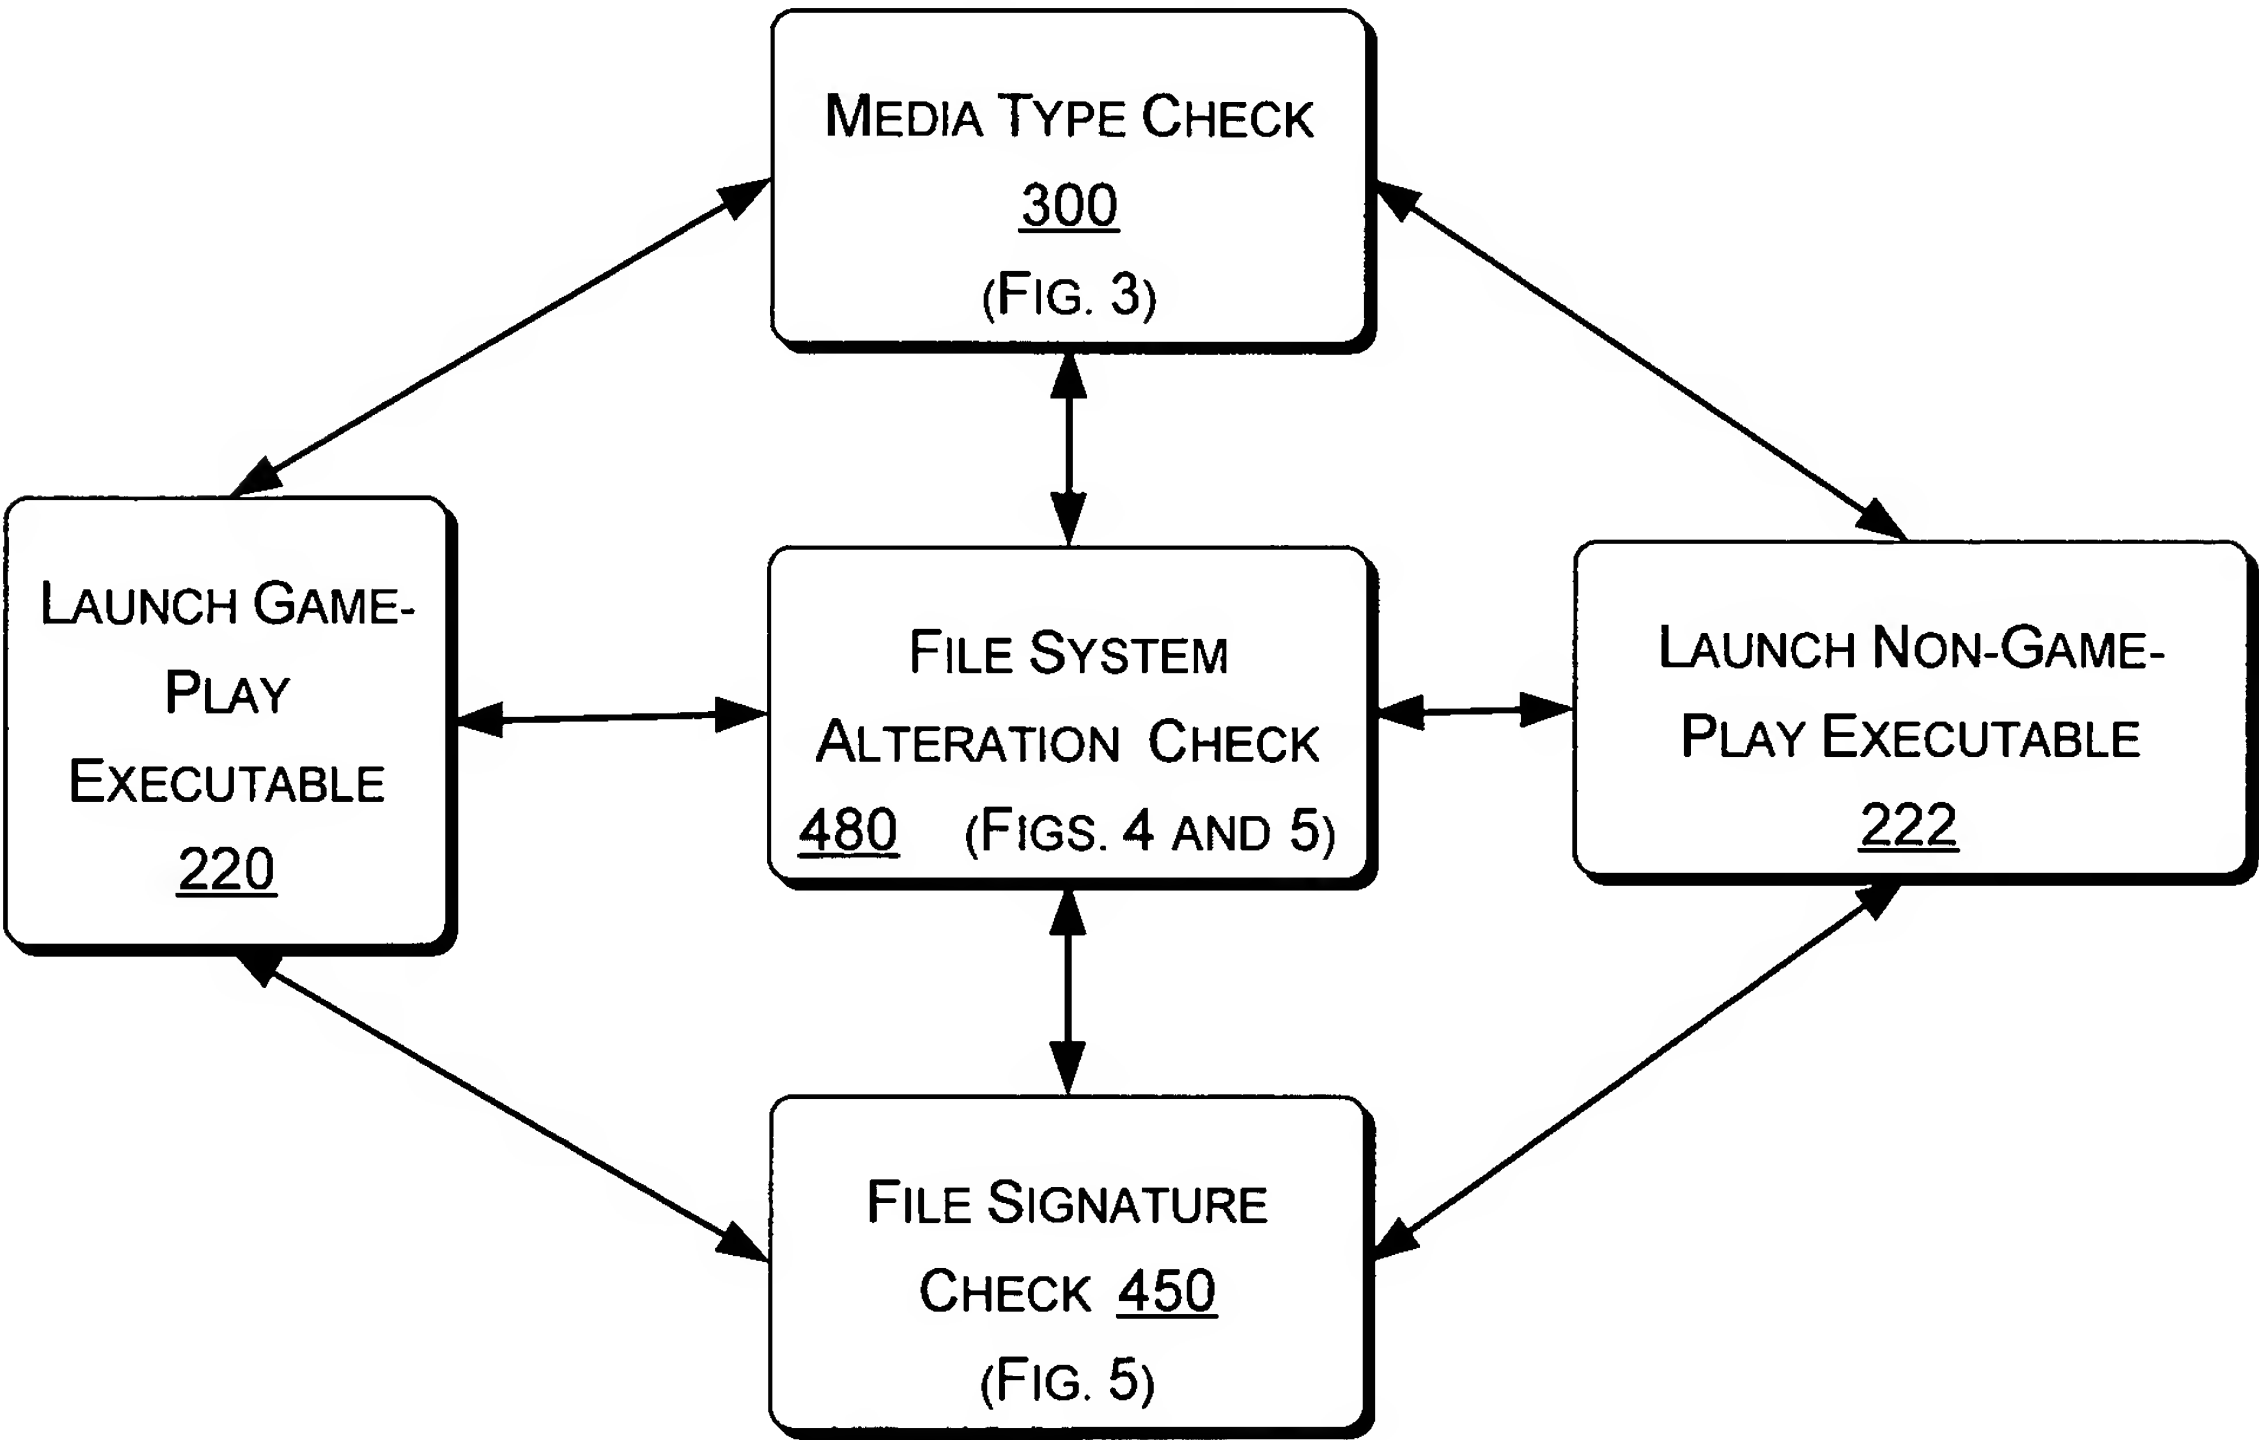 MEDIA TYPE CHECK
300
(FIG. 3)
LAUNCH GAME-
PLAY
EXECUTABLE
220
FILE SYSTEM
ALTERATION CHECK
480 (FIGS. 4 AND 5)
LAUNCH NON-GAME-
PLAY EXECUTABLE
222
FILE SIGNATURE
CHECK 450
(FIG. 5)